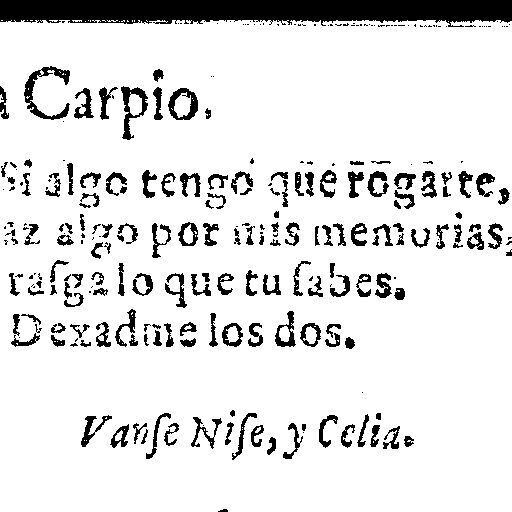 a Carpio.
Si algo tengo que rogarte,
az algo por mis memorias,
raſga lo que tu ſabes.
Dexadme los dos.
Vanſe Niſe, y Celia.